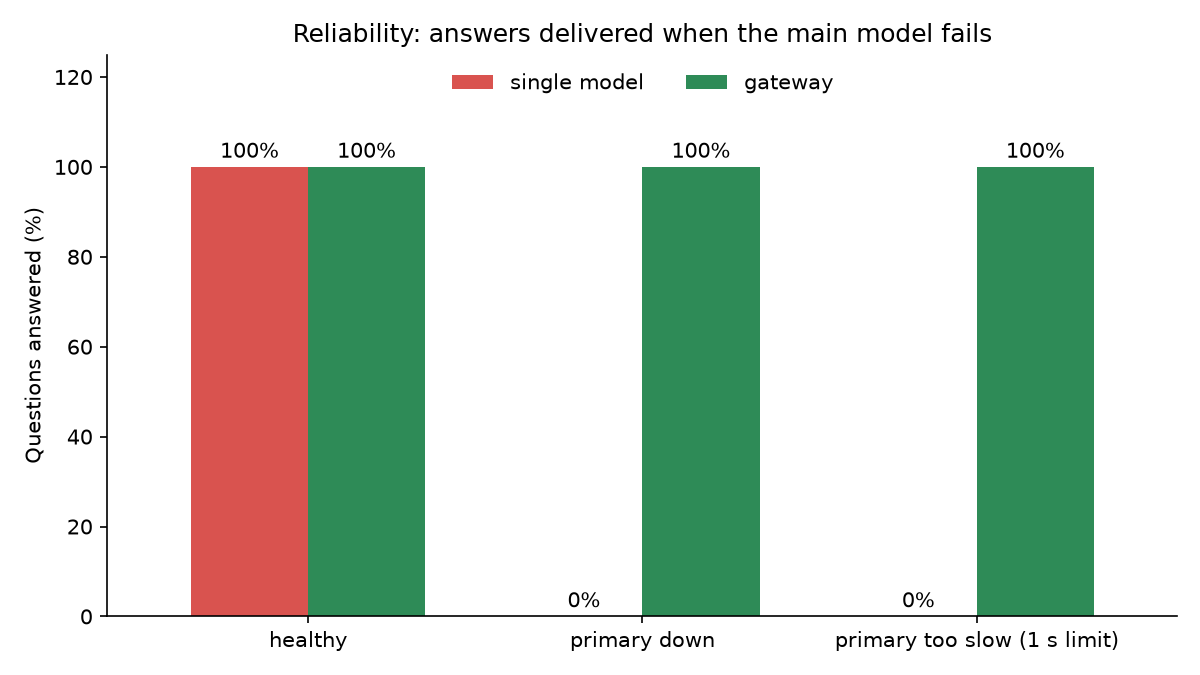 Reliability: answers delivered when the main model fails
single model
gateway
Questions answered (%)
120
100
80
60
40
20
0
100%
100%
0%
100%
0%
100%
healthy
primary down
primary too slow (1 s limit)